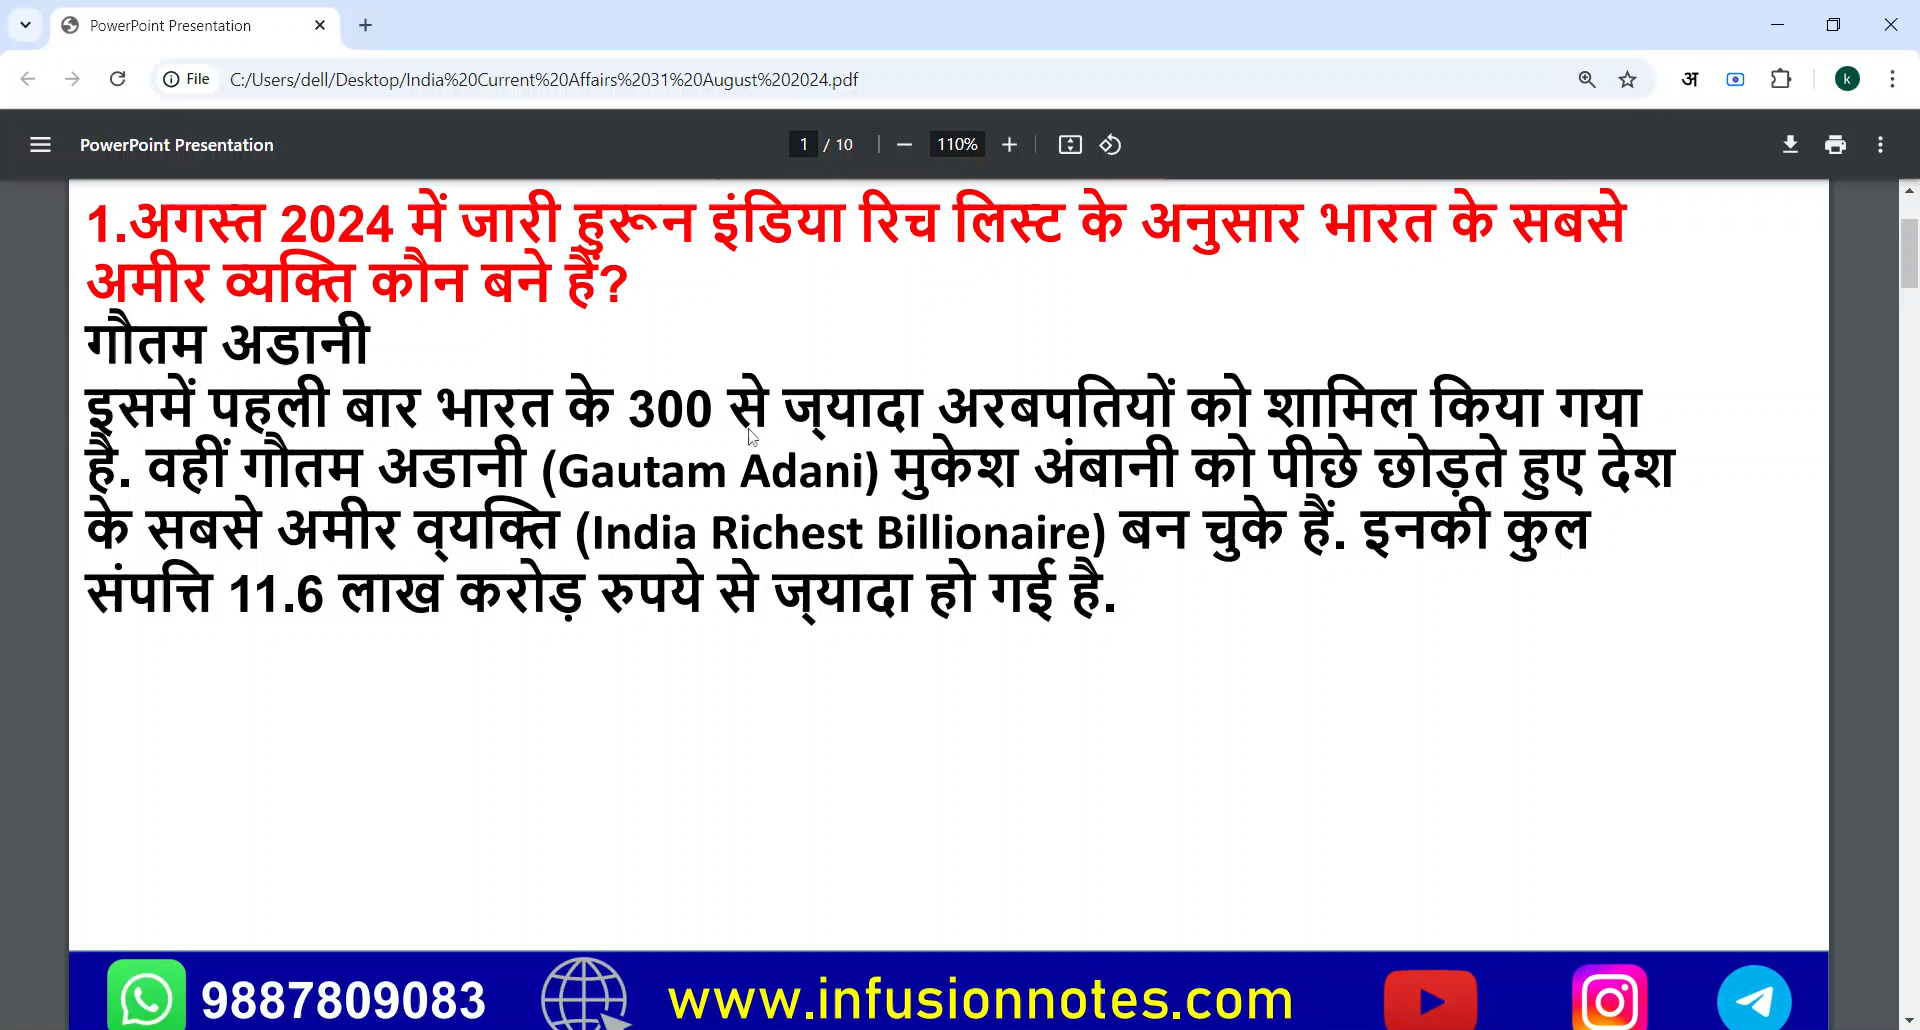 PowerPoint Presentation
File
C:/Users/dell/Desktop/India%20Current%20Affairs%2031%20August%202024.pdf
अ
k
PowerPoint Presentation
1 / 10
110%
1.अगस्त 2024 में जारी हुरून इंडिया रिच लिस्ट के अनुसार भारत के सबसे
अमीर व्यक्ति कौन बने हैं?
गौतम अडानी
इसमें पहली बार भारत के 300 से ज्यादा अरबपतियों को शामिल किया गया
है. वहीं गौतम अडानी (Gautam Adani) मुकेश अंबानी को पीछे छोड़ते हुए देश
के सबसे अमीर व्यक्ति (India Richest Billionaire) बन चुके हैं. इनकी कुल
संपत्ति 11.6 लाख करोड़ रुपये से ज्यादा हो गई है.
9887809083
www.infusionnotes.com